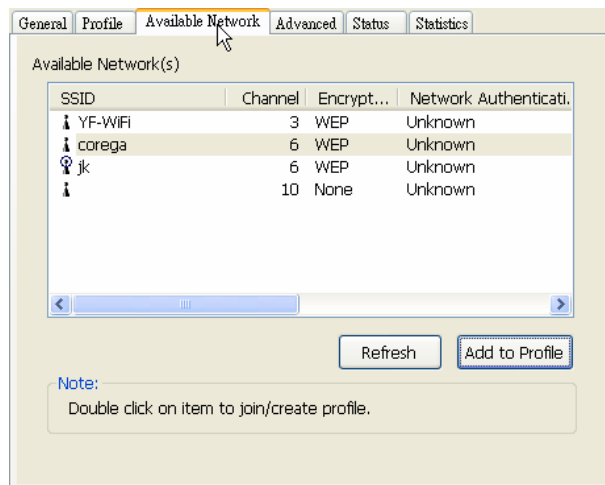 General Profile Available Network Advanced Status Statistics
Available Network(s)
SSID Channel Encrypt... Network Authenticati.
YF-WiFi 3 WEP Unknown
corega 6 WEP Unknown
jk 6 WEP Unknown
10 None Unknown
Refresh Add to Profile
Note:
Double click on item to join/create profile.